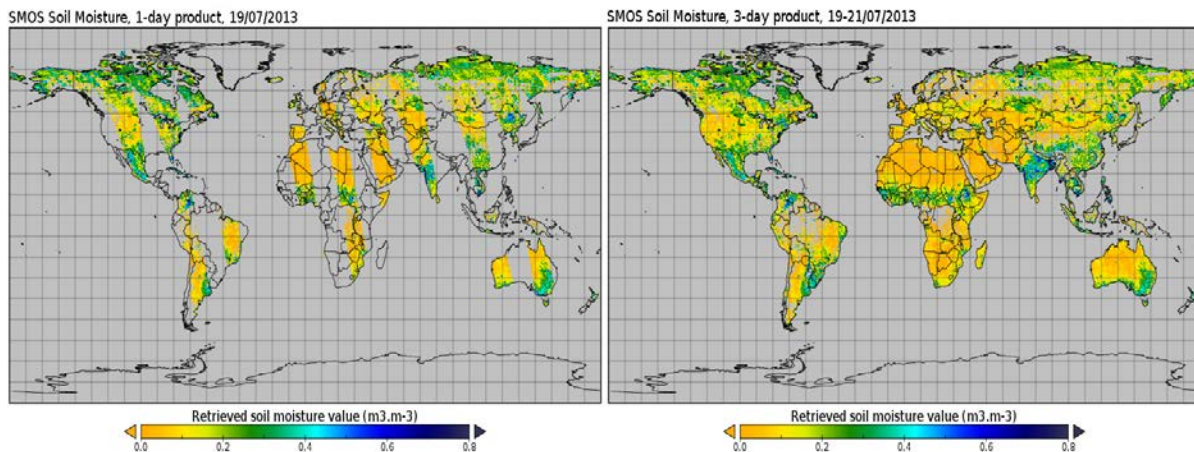 SMOS Soil Moisture, 1-day product, 19/07/2013
SMOS Soil Moisture, 3-day product, 19-21/07/2013
Retrieved soil moisture value (m3.m-3)
0.0 0.2 0.4 0.6 0.8
Retrieved soil moisture value (m3.m-3)
0.0 0.2 0.4 0.6 0.8